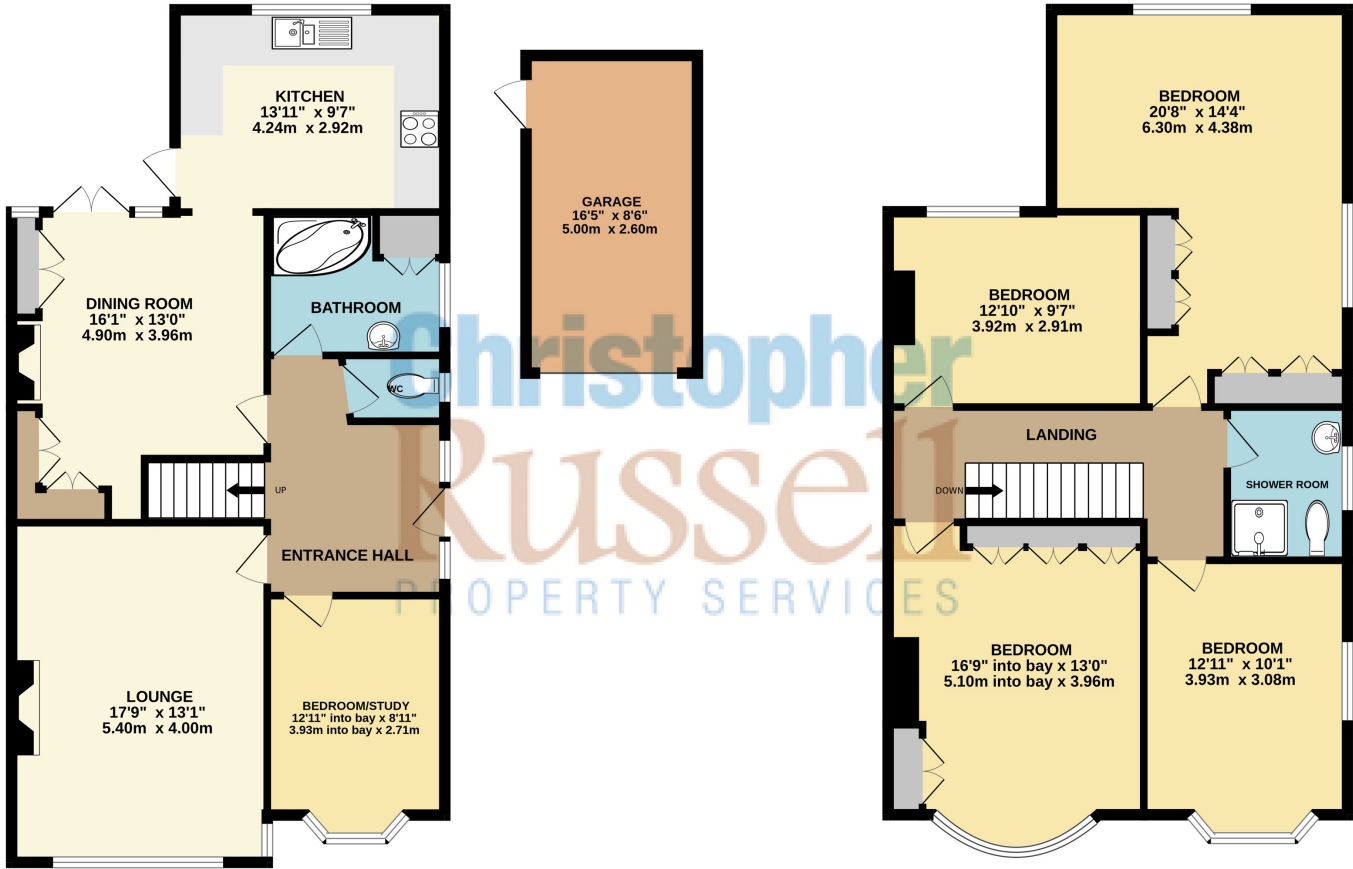 KITCHEN
13'11" x 9'7"
4.24m x 2.92m
DINING ROOM
16'1" x 13'0"
4.90m x 3.96m
BATHROOM
WC
UP
ENTRANCE HALL
LOUNGE
17'9" x 13'1"
5.40m x 4.00m
BEDROOM/STUDY
12'11" into bay x 8'11"
3.93m into bay x 2.71m
GARAGE
16'5" x 8'6"
5.00m x 2.60m
Christopher
Russell
PROPERTY SERVICES
BEDROOM
20'8" x 14'4"
6.30m x 4.38m
BEDROOM
12'10" x 9'7"
3.92m x 2.91m
LANDING
DOWN
SHOWER ROOM
BEDROOM
16'9" into bay x 13'0"
5.10m into bay x 3.96m
BEDROOM
12'11" x 10'1"
3.93m x 3.08m